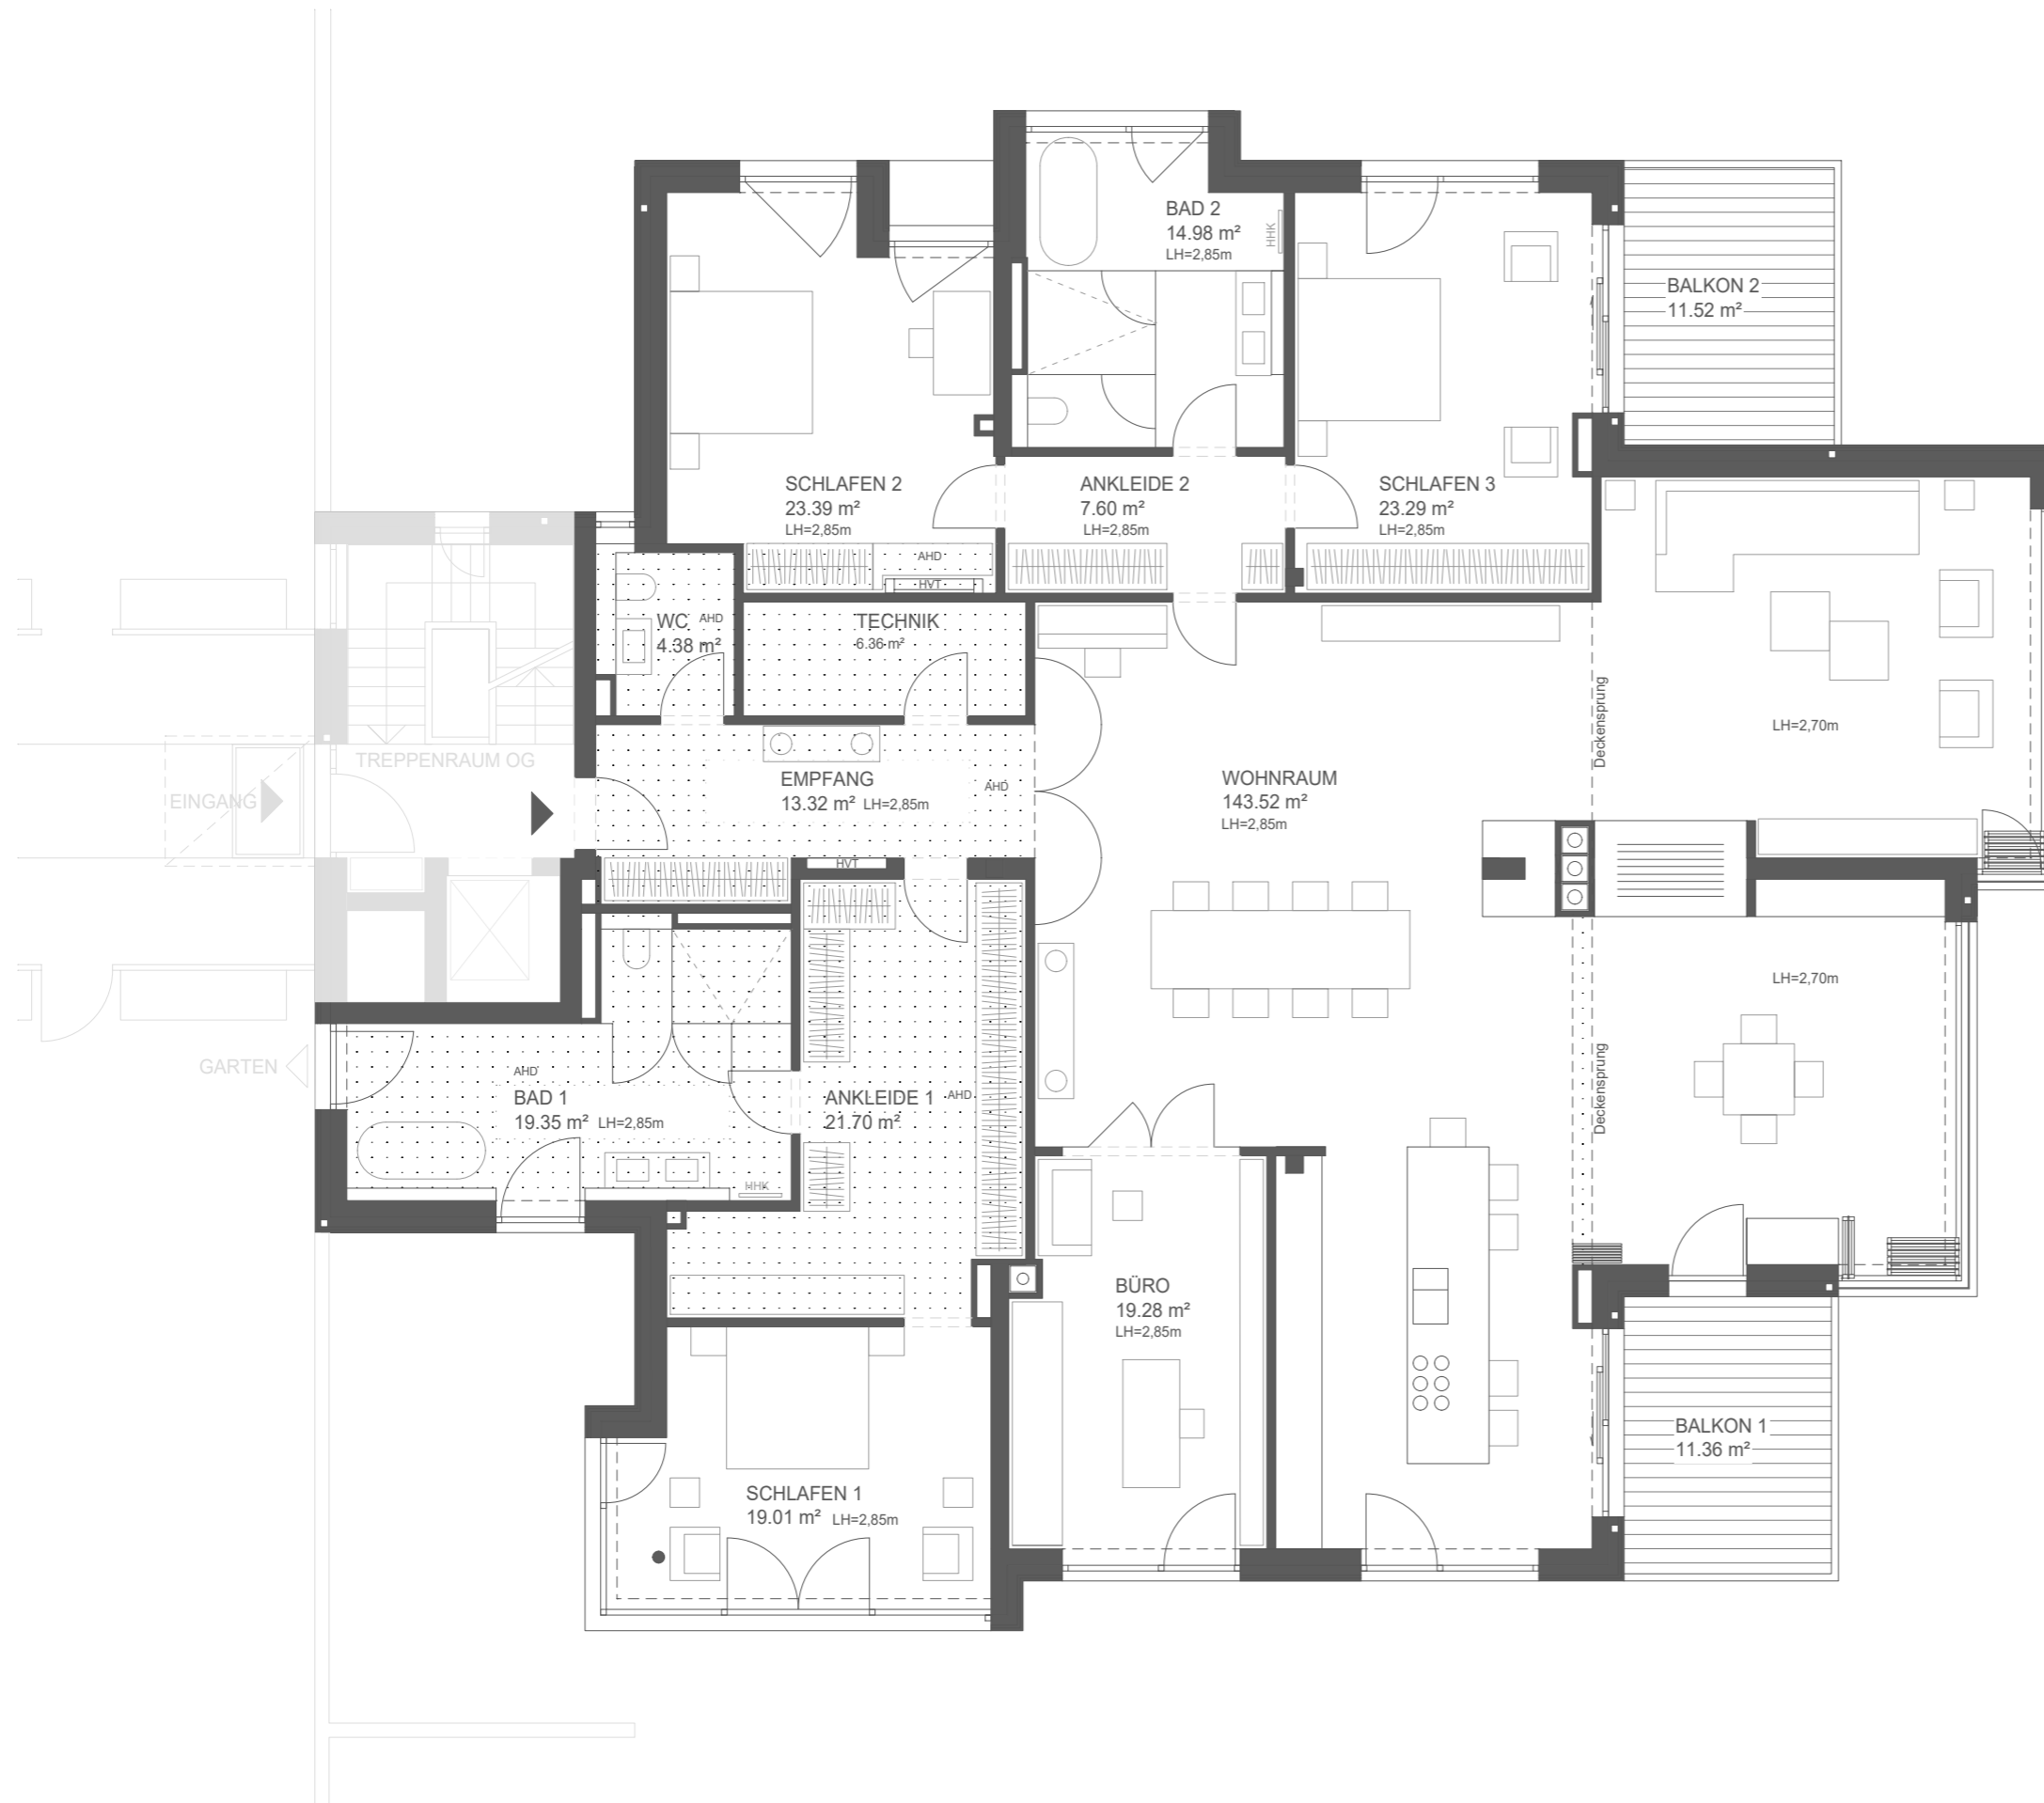 BAD 2
14.98 m²
LH=2,85m
HHK
BALKON 2
11.52 m²
SCHLAFEN 2
23.39 m²
LH=2,85m
ANKLEIDE 2
7.60 m²
LH=2,85m
SCHLAFEN 3
23.29 m²
LH=2,85m
AHD
HVT
WC
AHD
4.38 m²
TECHNIK
6.36 m²
Deckensprung
LH=2,70m
TREPPENRAUM OG
EINGANG
EMPFANG
13.32 m² LH=2,85m
AHD
WOHNRAUM
143.52 m²
LH=2,85m
HVT
LH=2,70m
GARTEN
AHD
BAD 1
19.35 m² LH=2,85m
ANKLEIDE 1
AHD
21.70 m²
Deckensprung
HHK
BÜRO
19.28 m²
LH=2,85m
BALKON 1
11.36 m²
SCHLAFEN 1
19.01 m² LH=2,85m